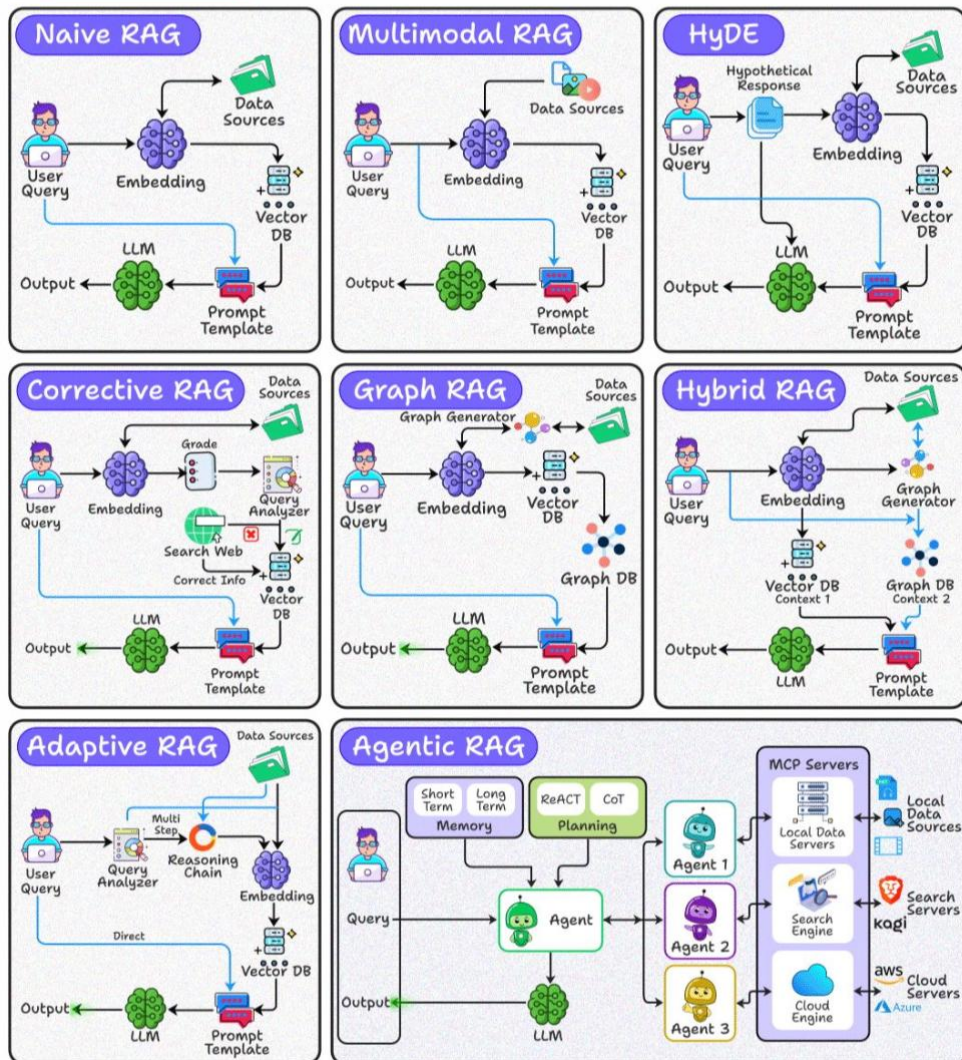 Naive RAG
Data
Sources
User
Query
Embedding
Vector
DB
LLM
Output
Prompt
Template
Multimodal RAG
Data Sources
User
Query
Embedding
Vector
DB
LLM
Output
Prompt
Template
HyDE
Hypothetical
Response
Data
Sources
User
Query
Embedding
Vector
DB
LLM
Output
Prompt
Template
Corrective RAG
Data
Sources
Grade
User
Query
Embedding
Query
Analyzer
Search Web
Correct Info
Vector
DB
LLM
Output
Prompt
Template
Graph RAG
Data
Sources
Graph Generator
User
Query
Embedding
Vector
DB
Graph DB
LLM
Output
Prompt
Template
Hybrid RAG
Data Sources
User
Query
Embedding
Graph
Generator
Vector DB
Context 1
Graph DB
Context 2
Output
LLM
Prompt
Template
Adaptive RAG
Data Sources
Multi
Step
User
Query
Query
Analyzer
Reasoning
Chain
Embedding
Direct
Vector DB
LLM
Output
Prompt
Template
Agentic RAG
Short
Term
Long
Term
Memory
ReACT
CoT
Planning
MCP Servers
Local Data
Servers
Local
Data
Sources
Agent 1
Query
Agent
Agent 2
Search
Engine
Search
Servers
kagi
Output
LLM
Agent 3
Cloud
Engine
aws
Cloud
Servers
Azure